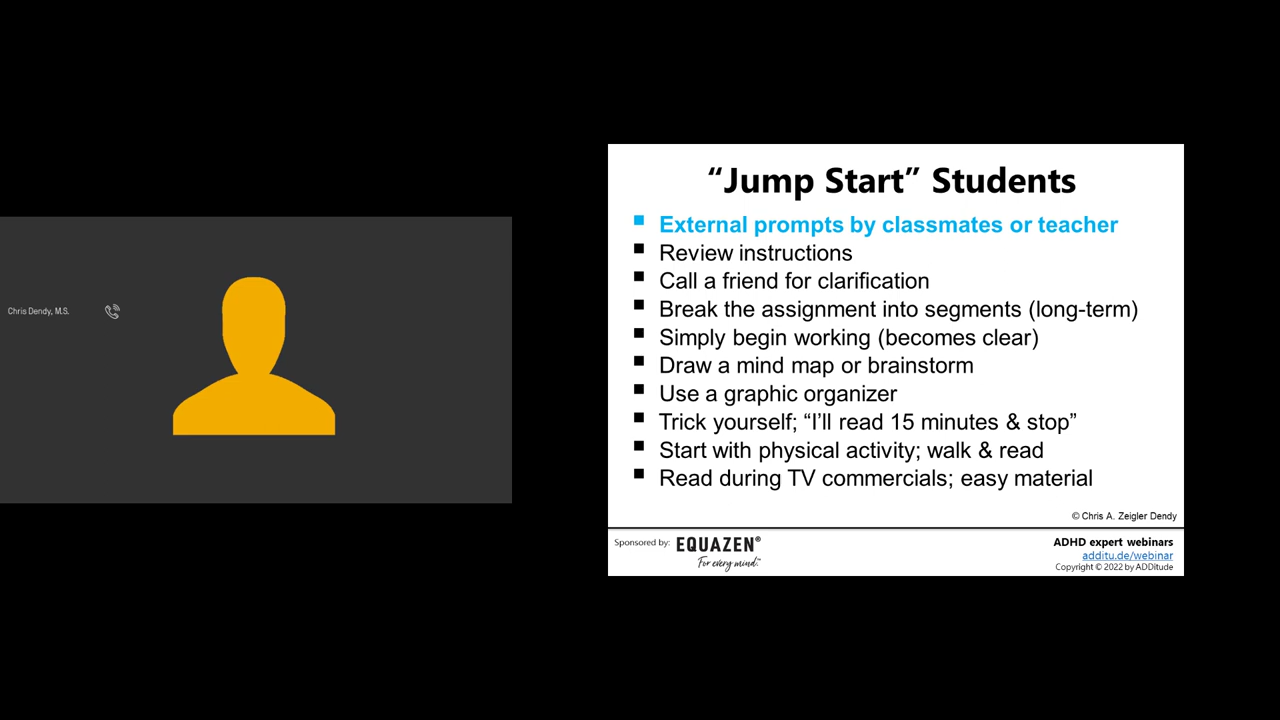 Chris Dendy, M.S.
“Jump Start” Students
External prompts by classmates or teacher
Review instructions
Call a friend for clarification
Break the assignment into segments (long-term)
Simply begin working (becomes clear)
Draw a mind map or brainstorm
Use a graphic organizer
Trick yourself; “I’ll read 15 minutes & stop”
Start with physical activity; walk & read
Read during TV commercials; easy material
© Chris A. Zeigler Dendy
Sponsored by: EQUAZEN®
For every mind.™
ADHD expert webinars
additu.de/webinar
Copyright © 2022 by ADDitude